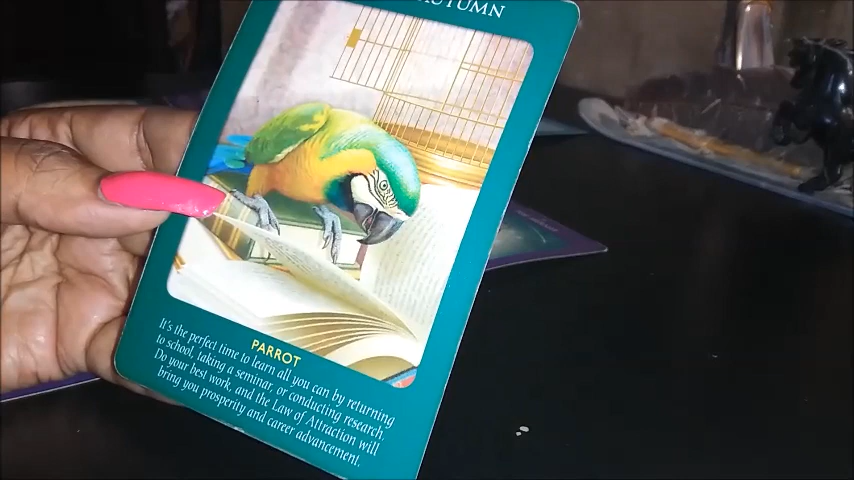 AUTUMN
PARROT
It's the perfect time to learn all you can by returning
to school, taking a seminar, or conducting research.
Do your best work, and the Law of Attraction will
bring you prosperity and career advancement.